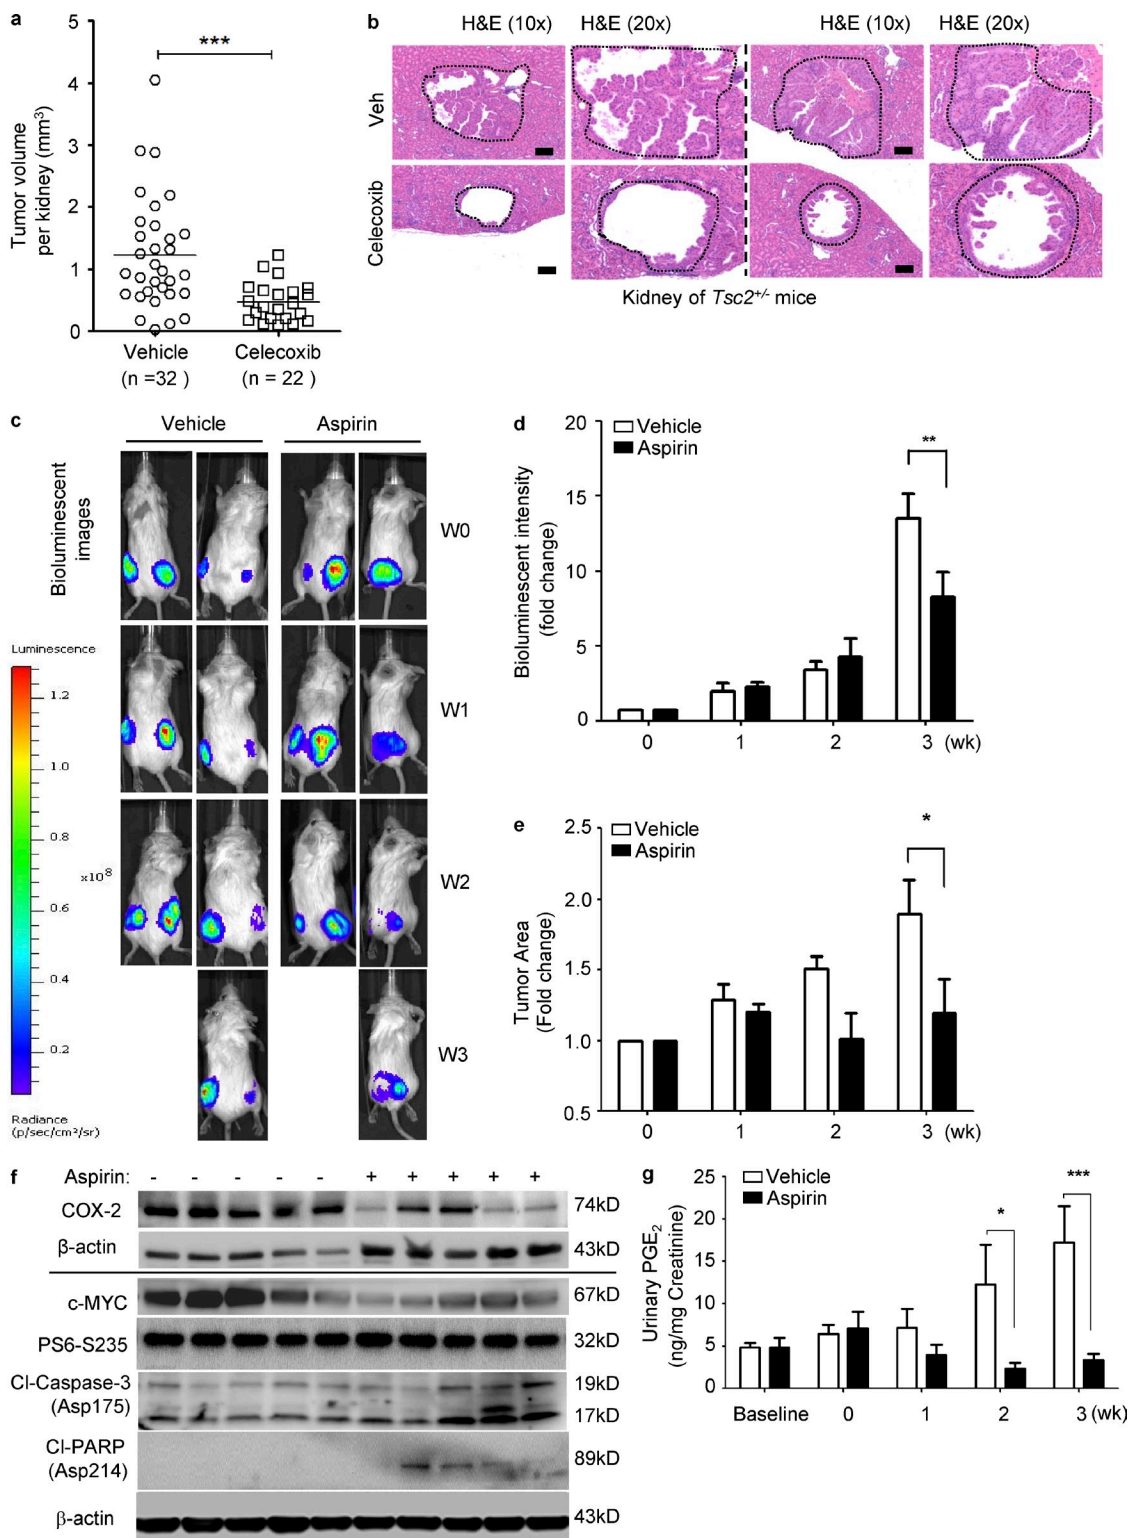 a
5
4
3
2
1
0
Tumor volume
per kidney (mm³)
***
Vehicle
(n =32 )
Celecoxib
(n = 22 )
b
H&E (10x) H&E (20x) H&E (10x) H&E (20x)
Veh
Celecoxib
Kidney of Tsc2+/- mice
c
Vehicle Aspirin
Bioluminescent
images
W0
W1
W2
W3
Luminescence
1.2
1.0
0.8
x10⁸
0.6
0.4
0.2
Radiance
(p/sec/cm²/sr)
d
Vehicle
Aspirin
**
20
15
10
5
0
Bioluminescent intensity
(fold change)
0 1 2 3 (wk)
e
Vehicle
Aspirin
*
2.5
2.0
1.5
1.0
0.5
Tumor Area
(Fold change)
0 1 2 3 (wk)
f
Aspirin: - - - - - + + + + +
COX-2 74kD
β-actin 43kD
c-MYC 67kD
PS6-S235 32kD
Cl-Caspase-3 19kD
(Asp175) 17kD
Cl-PARP
(Asp214) 89kD
β-actin 43kD
g
Vehicle
Aspirin
*
***
25
20
15
10
5
0
Urinary PGE₂
(ng/mg Creatinine)
Baseline 0 1 2 3 (wk)